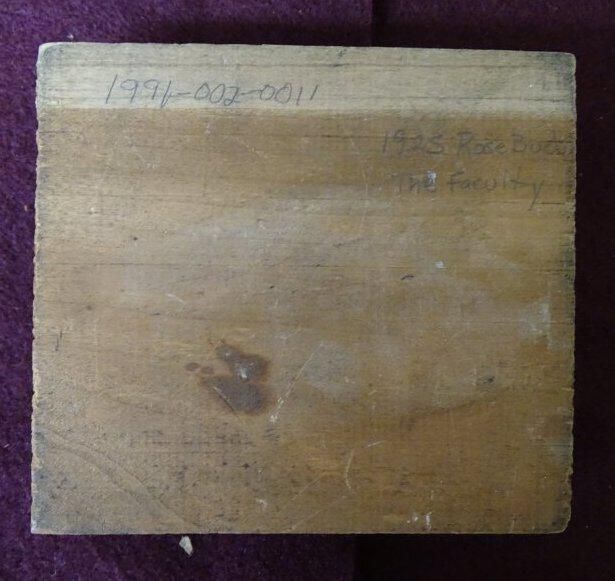 1991-002-0011
1925 Rose Bud
The Faculty